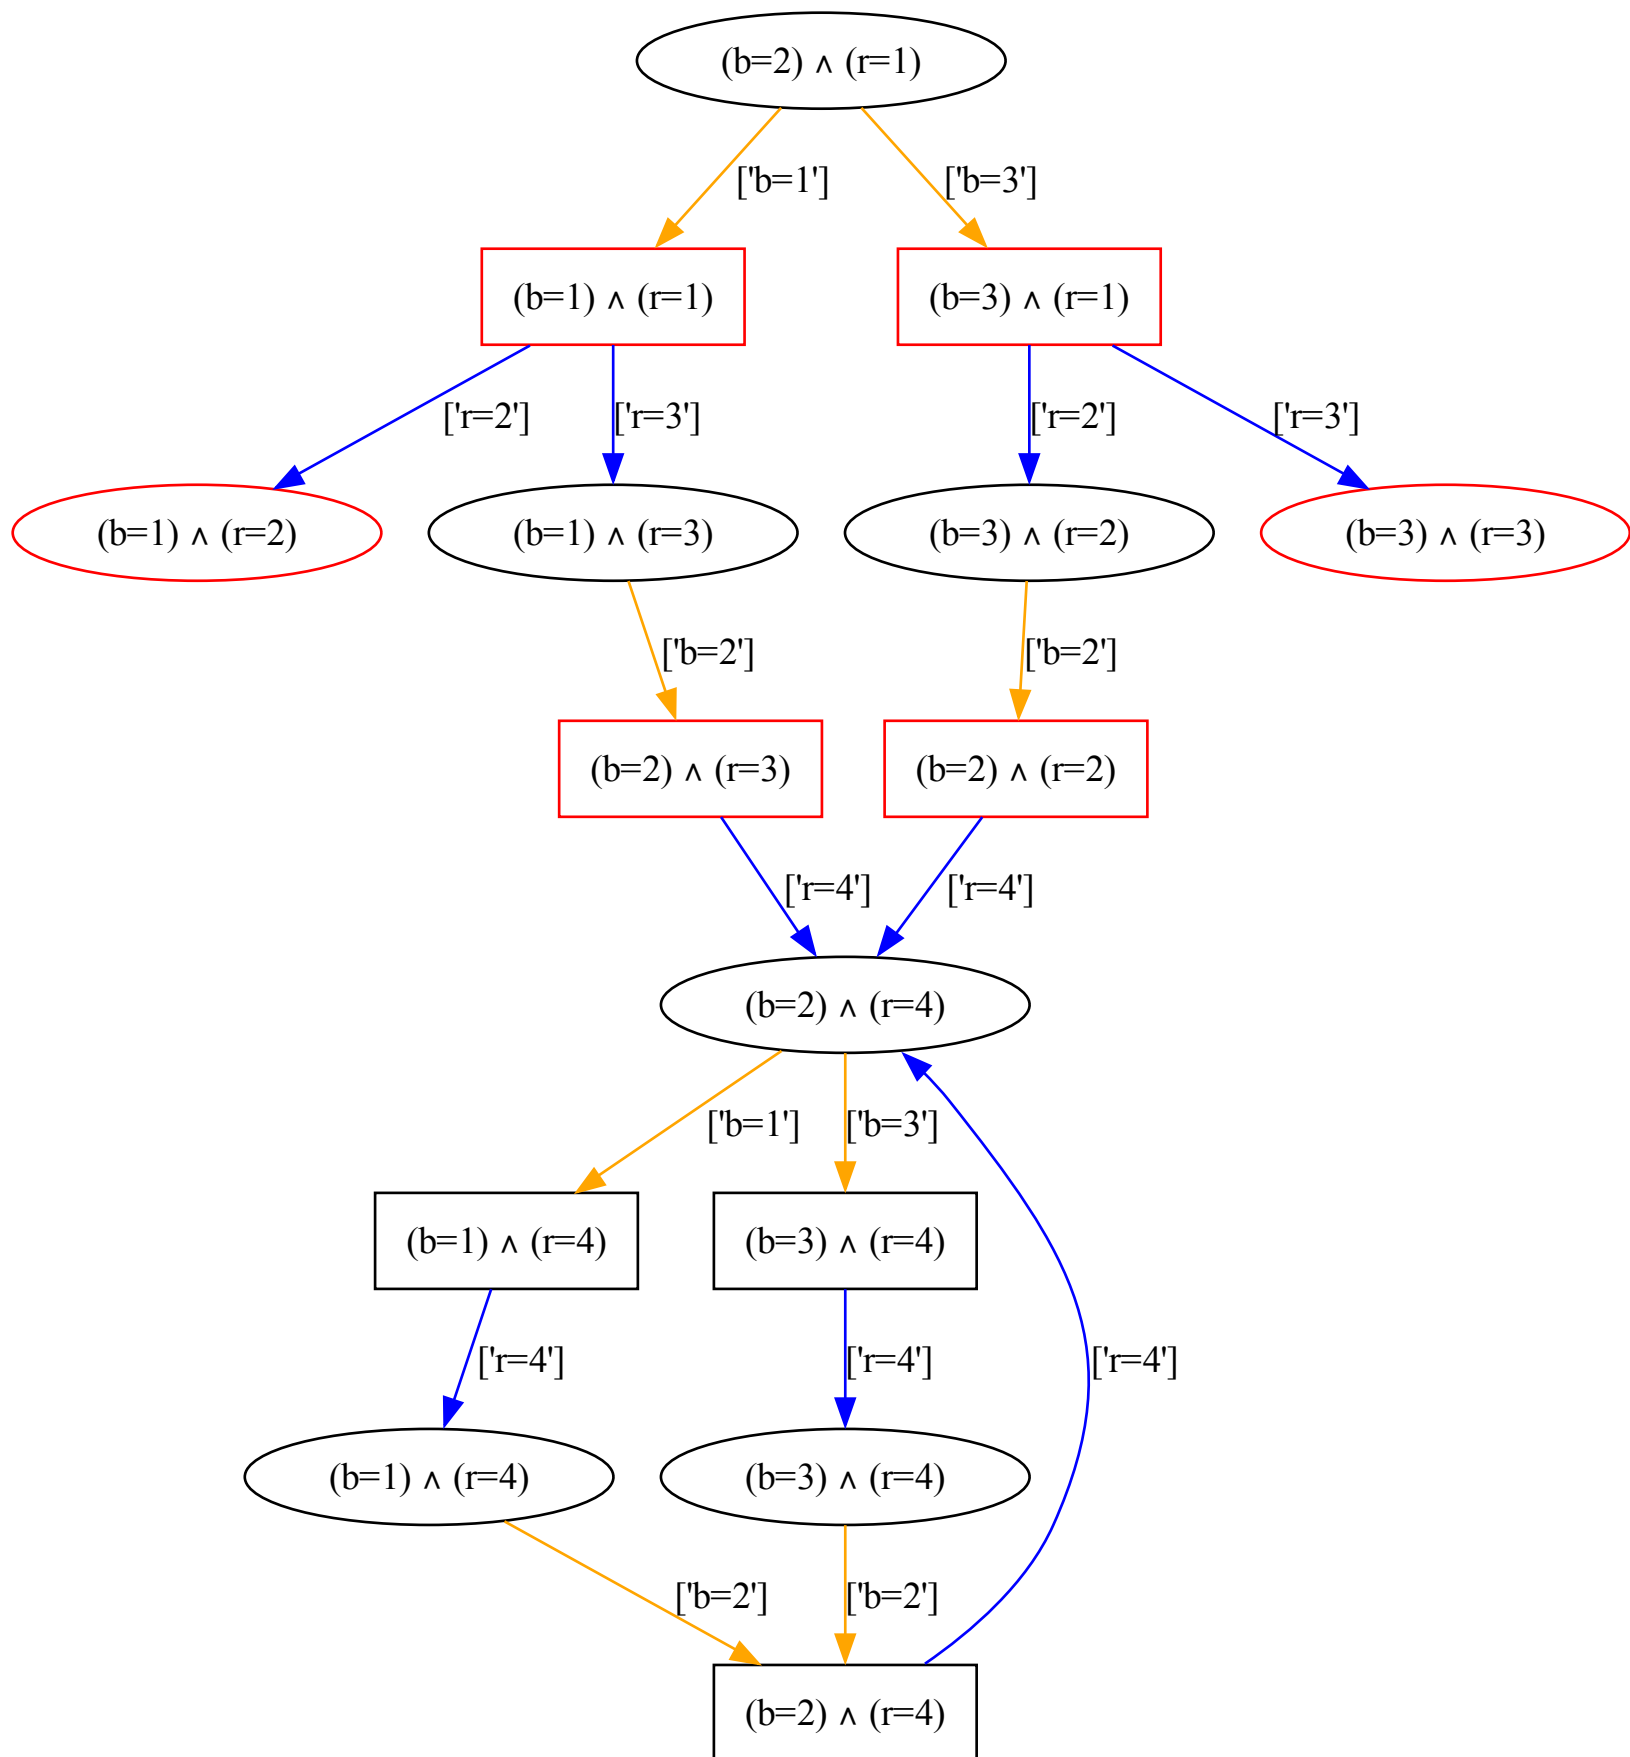 (b=2) ∧ (r=1)
['b=1'] ['b=3']
(b=1) ∧ (r=1) (b=3) ∧ (r=1)
['r=2'] ['r=3'] ['r=2'] ['r=3']
(b=1) ∧ (r=2) (b=1) ∧ (r=3) (b=3) ∧ (r=2) (b=3) ∧ (r=3)
['b=2'] ['b=2']
(b=2) ∧ (r=3) (b=2) ∧ (r=2)
['r=4'] ['r=4']
(b=2) ∧ (r=4)
['b=1'] ['b=3']
(b=1) ∧ (r=4) (b=3) ∧ (r=4)
['r=4'] ['r=4'] ['r=4']
(b=1) ∧ (r=4) (b=3) ∧ (r=4)
['b=2'] ['b=2']
(b=2) ∧ (r=4)